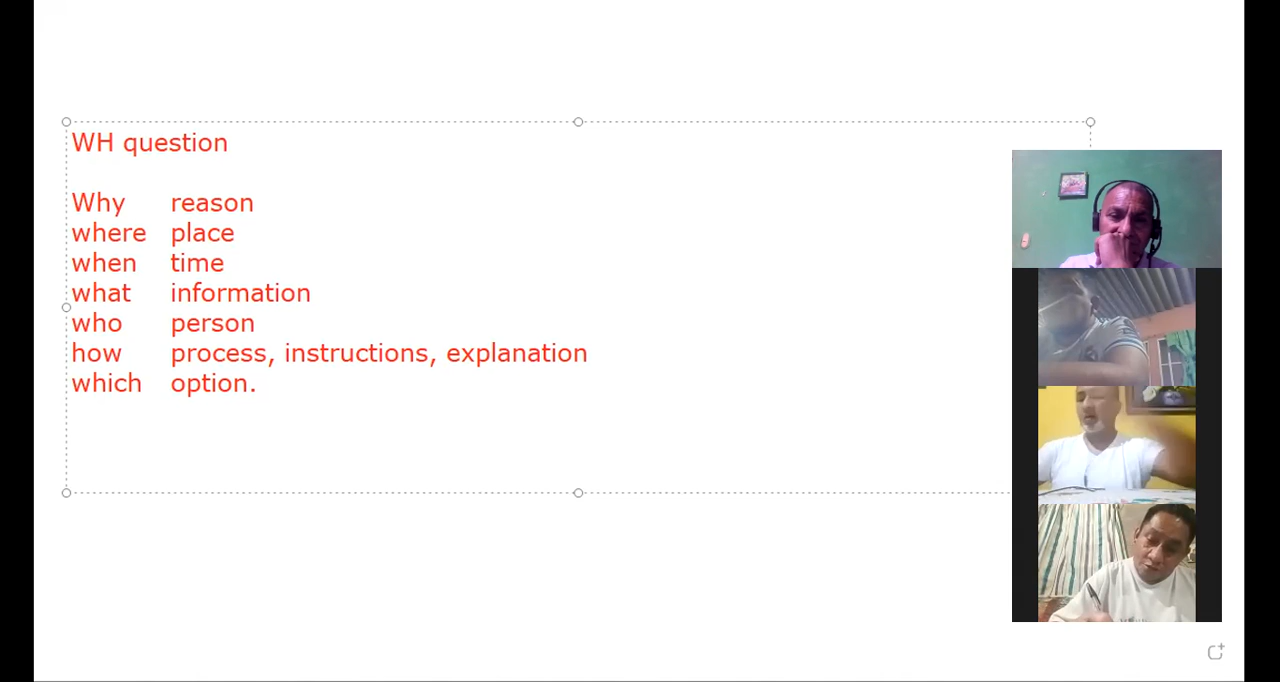 WH question
Why reason
where place
when time
what information
who person
how process, instructions, explanation
which option.